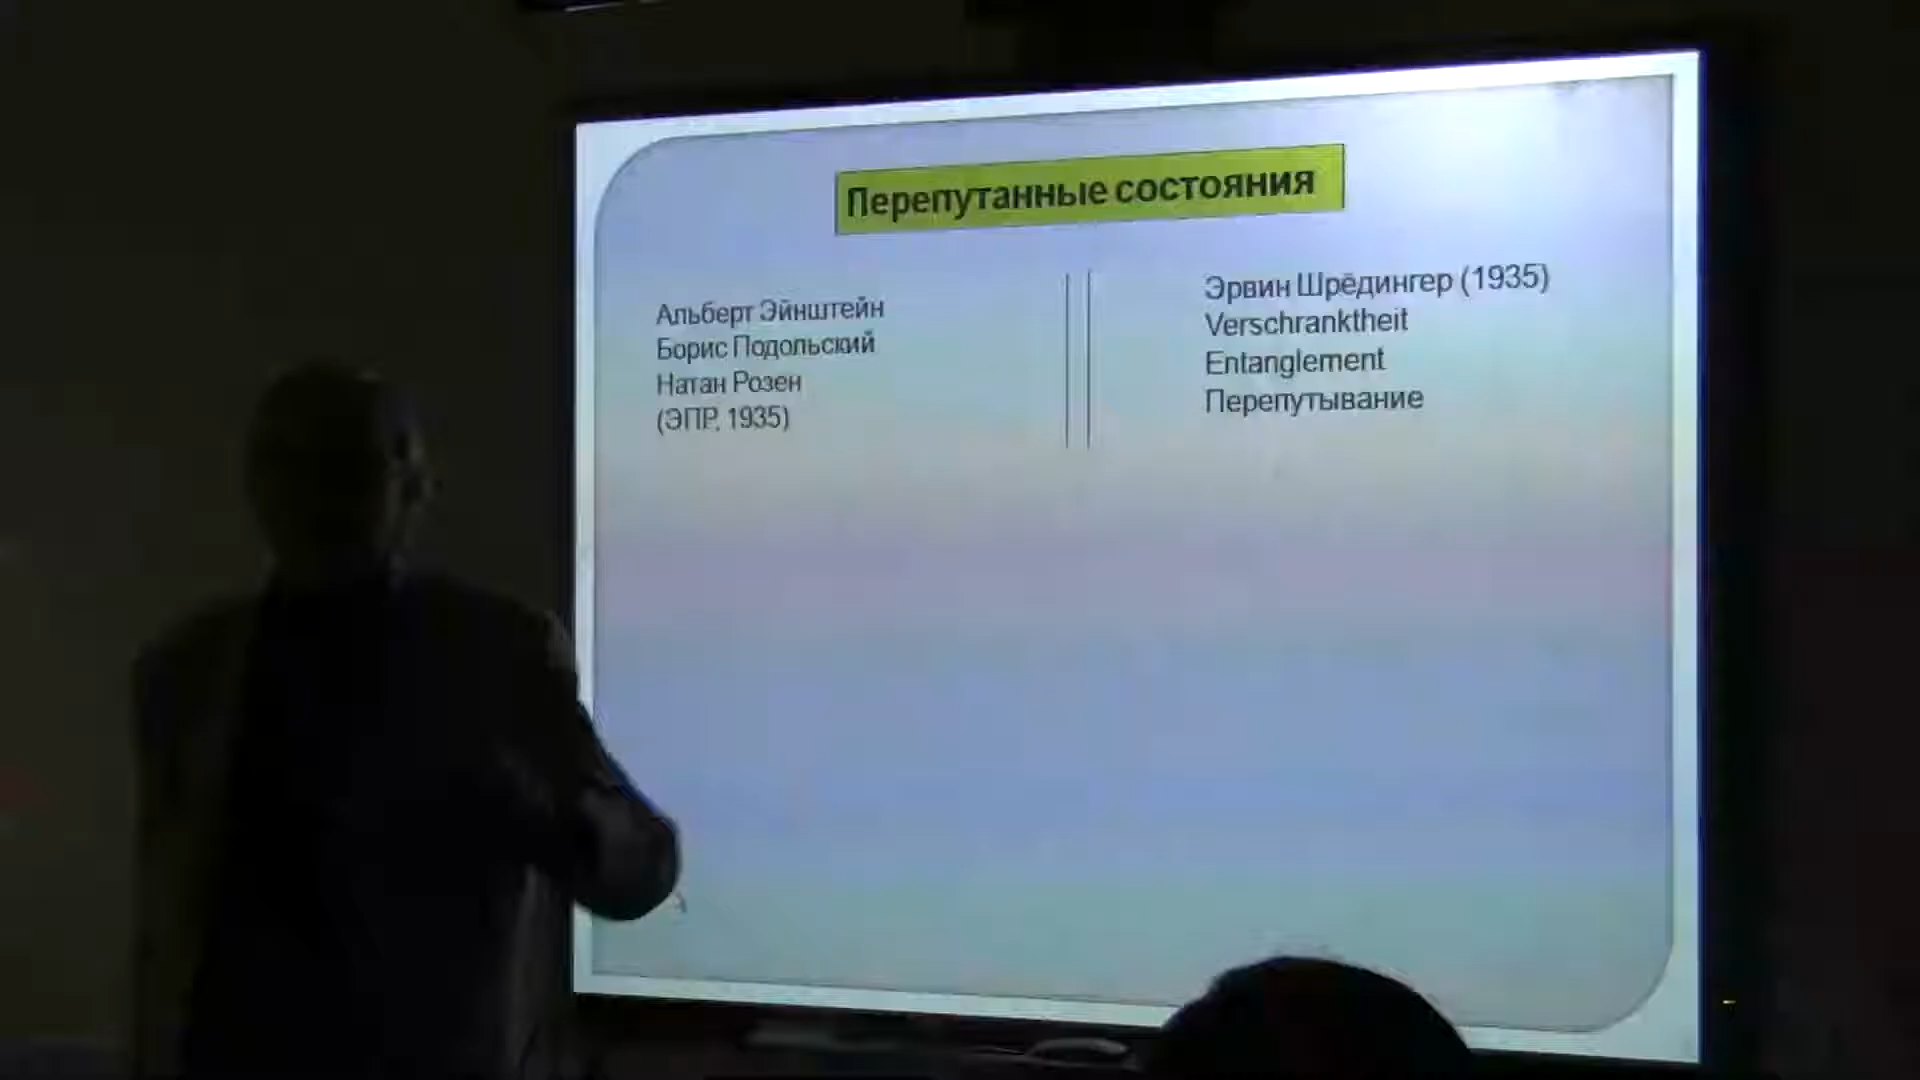 Перепутанные состояния
Альберт Эйнштейн
Борис Подольский
Натан Розен
(ЭПР, 1935)
Эрвин Шрёдингер (1935)
Verschranktheit
Entanglement
Перепутывание